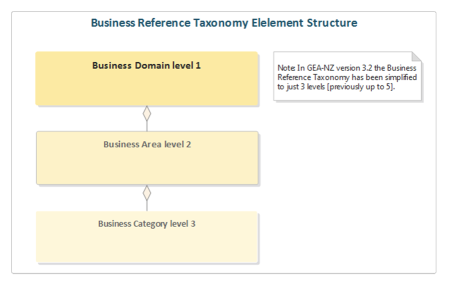 Business Reference Taxonomy Elelement Structure
Business Domain level 1
Note: In GEA-NZ version 3.2 the Business
Reference Taxonomy has been simplified
to just 3 levels [previously up to 5].
Business Area level 2
Business Category level 3